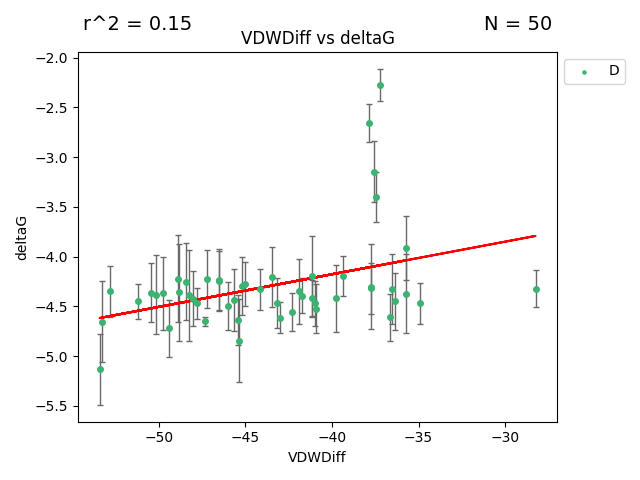 r^2 = 0.15
N = 50
VDWDiff vs deltaG
D
−2.0
−2.5
−3.0
−3.5
−4.0
−4.5
−5.0
−5.5
deltaG
−50
−45
−40
−35
−30
VDWDiff